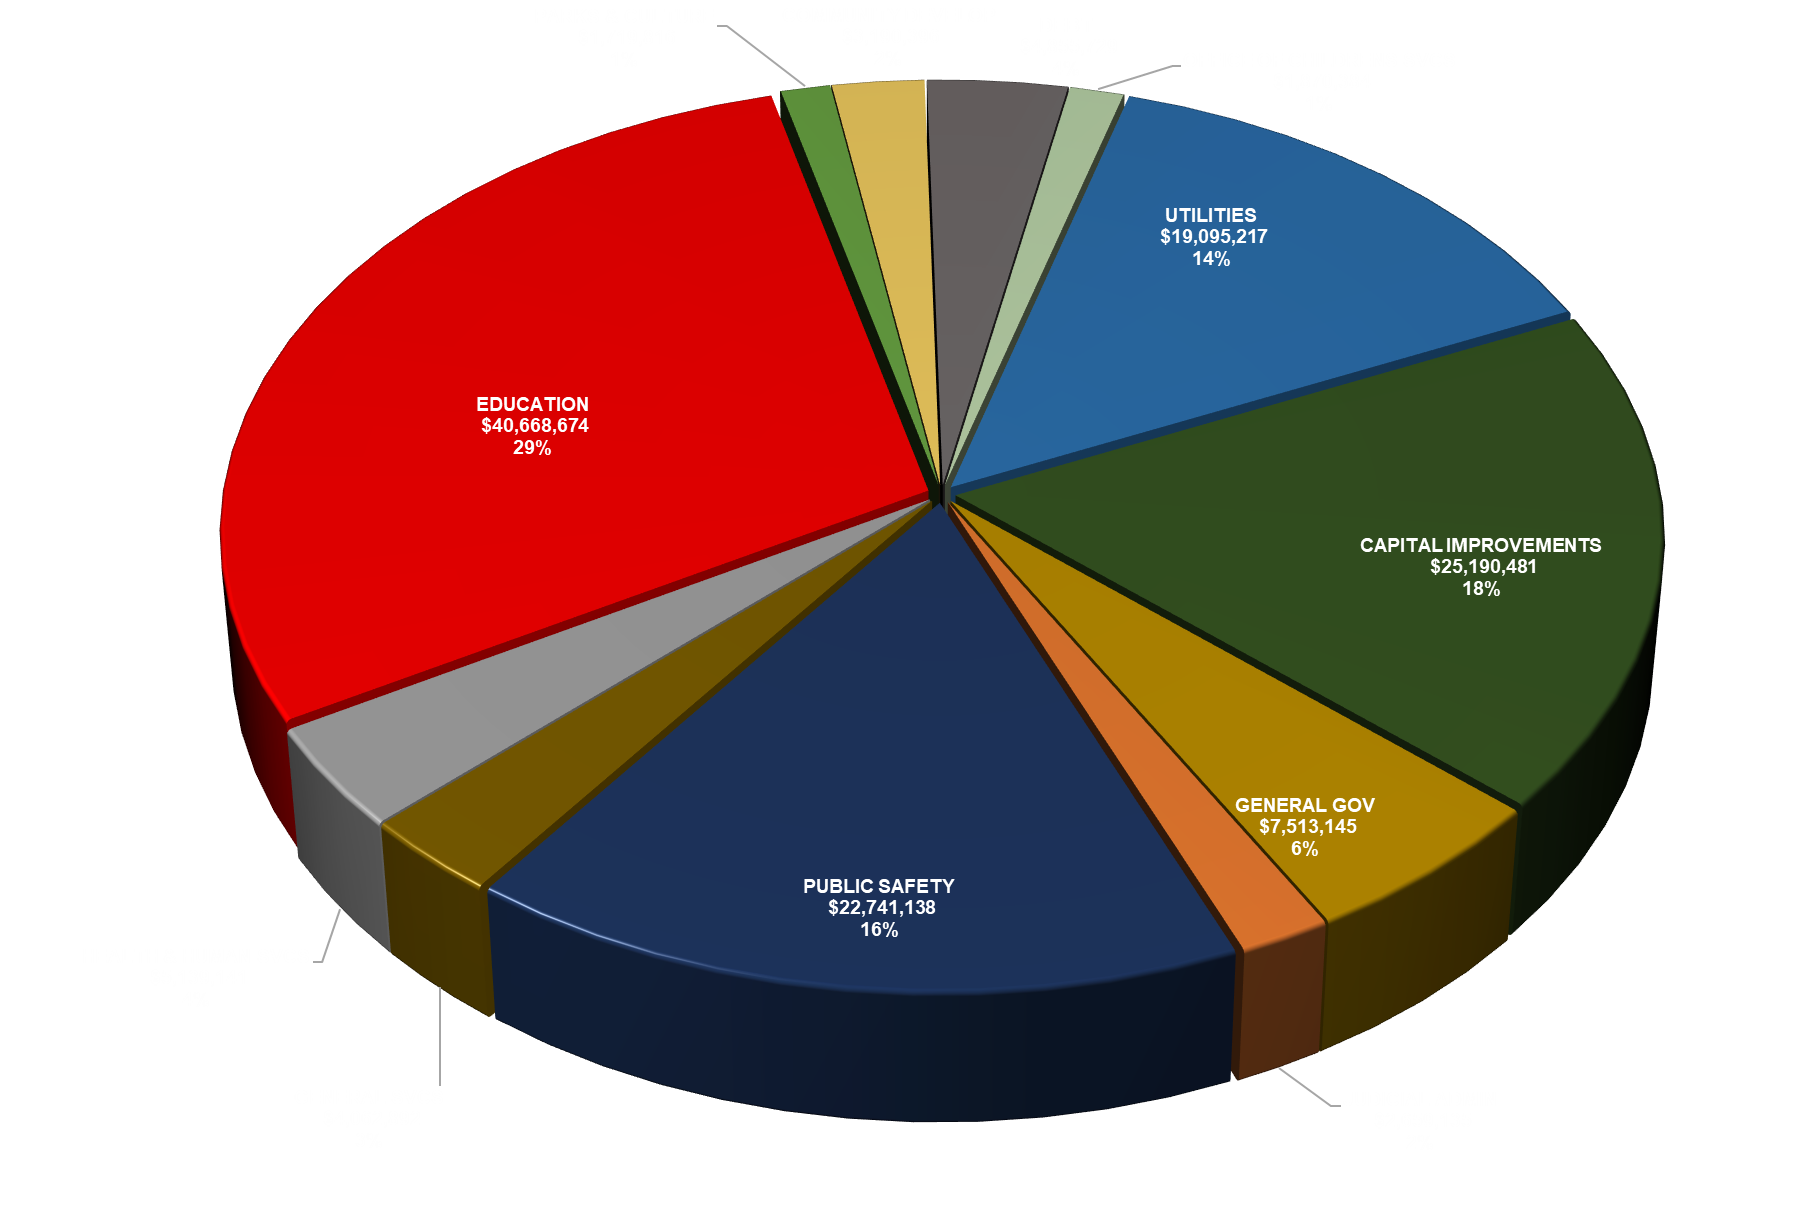 UTILITIES
$19,095,217
14%
EDUCATION
$40,668,674
29%
CAPITAL IMPROVEMENTS
$25,190,481
18%
GENERAL GOV
$7,513,145
6%
PUBLIC SAFETY
$22,741,138
16%